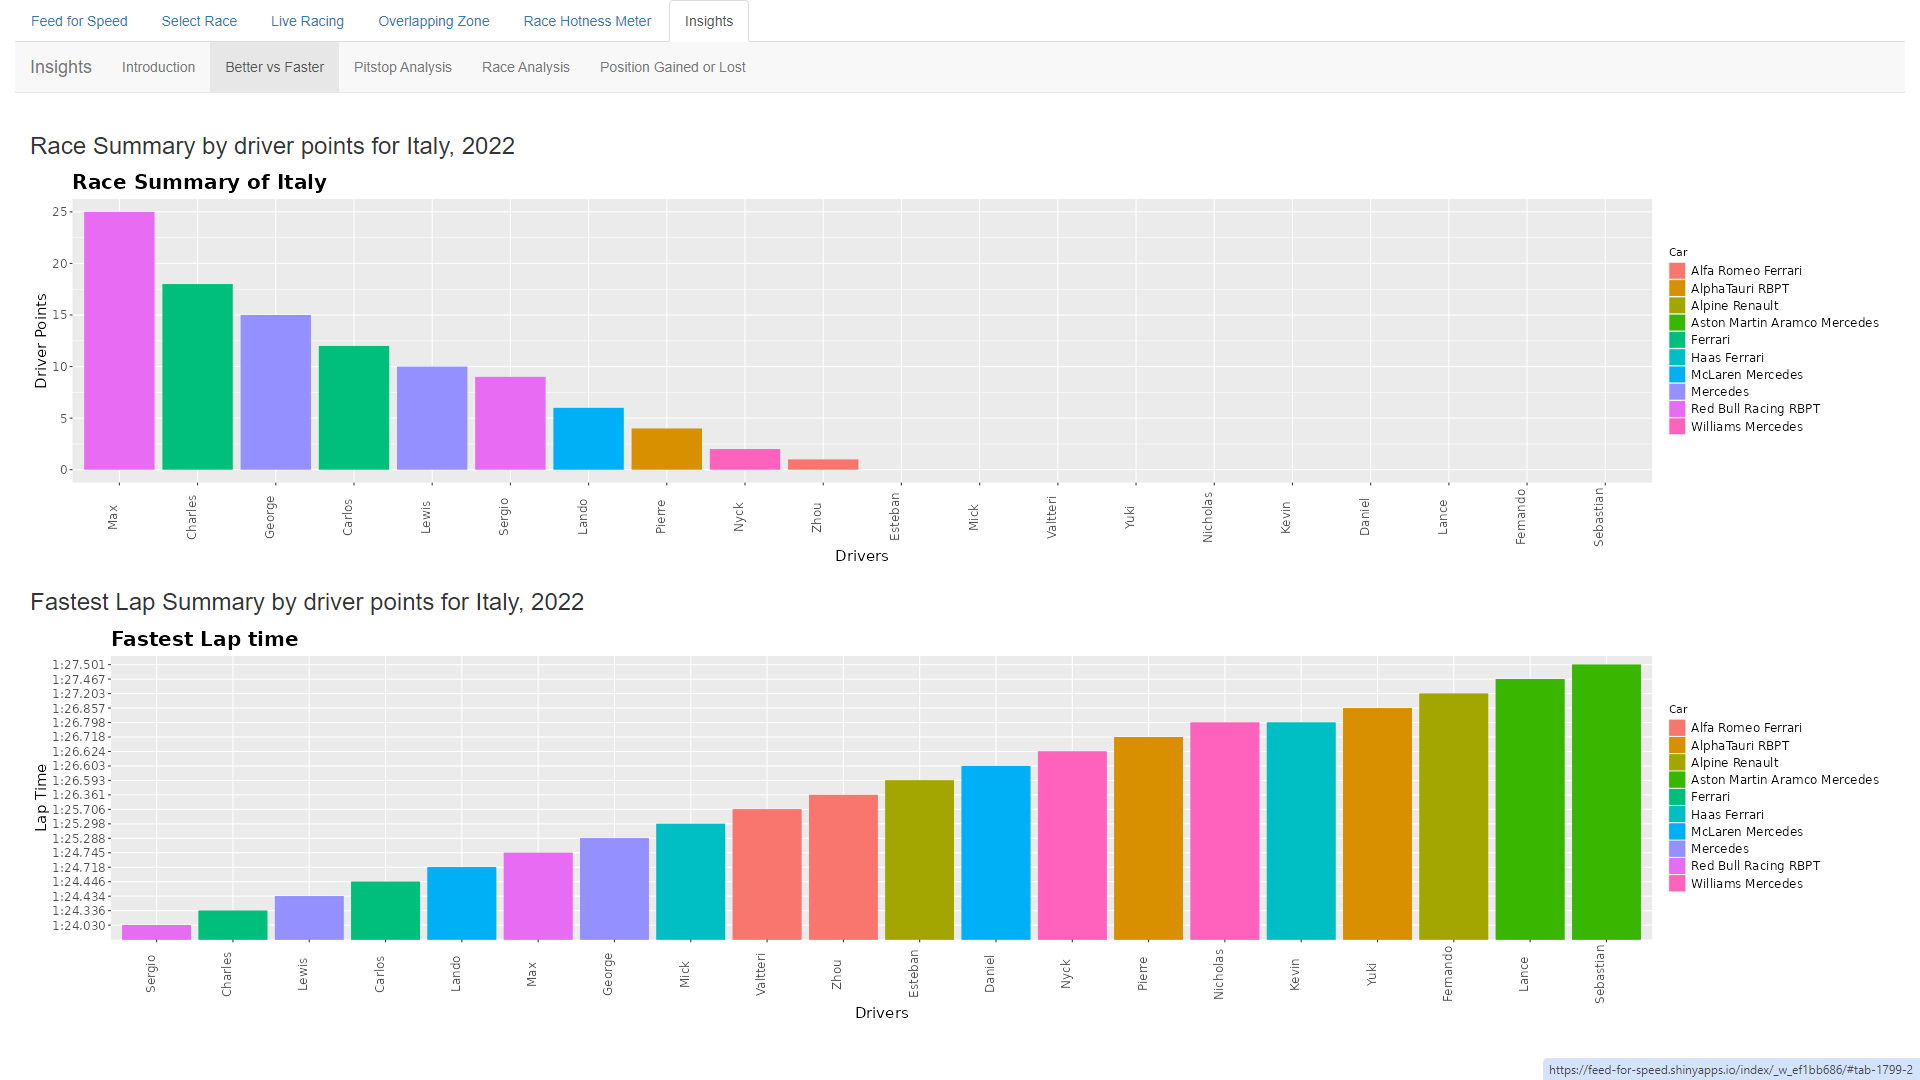 Feed for Speed Select Race Live Racing Overlapping Zone Race Hotness Meter Insights
Insights Introduction Better vs Faster Pitstop Analysis Race Analysis Position Gained or Lost
Race Summary by driver points for Italy, 2022
Race Summary of Italy
Driver Points
25
20
15
10
5
0
Max Charles George Carlos Lewis Sergio Lando Pierre Nyck Zhou Esteban Mick Valtteri Yuki Nicholas Kevin Daniel Lance Fernando Sebastian
Drivers
Car
Alfa Romeo Ferrari
AlphaTauri RBPT
Alpine Renault
Aston Martin Aramco Mercedes
Ferrari
Haas Ferrari
McLaren Mercedes
Mercedes
Red Bull Racing RBPT
Williams Mercedes
Fastest Lap Summary by driver points for Italy, 2022
Fastest Lap time
Lap Time
1:27.501
1:27.467
1:27.203
1:26.857
1:26.798
1:26.718
1:26.624
1:26.603
1:26.593
1:26.361
1:25.706
1:25.298
1:25.288
1:24.745
1:24.718
1:24.446
1:24.434
1:24.336
1:24.030
Sergio Charles Lewis Carlos Lando Max George Mick Valtteri Zhou Esteban Daniel Nyck Pierre Nicholas Kevin Yuki Fernando Lance Sebastian
Drivers
Car
Alfa Romeo Ferrari
AlphaTauri RBPT
Alpine Renault
Aston Martin Aramco Mercedes
Ferrari
Haas Ferrari
McLaren Mercedes
Mercedes
Red Bull Racing RBPT
Williams Mercedes
https://feed-for-speed.shinyapps.io/index/_w_ef1bb686/#tab-1799-2